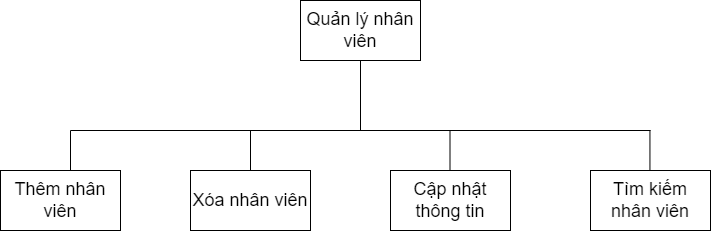 Quản lý nhân
viên
Thêm nhân
viên
Xóa nhân viên
Cập nhật
thông tin
Tìm kiếm
nhân viên